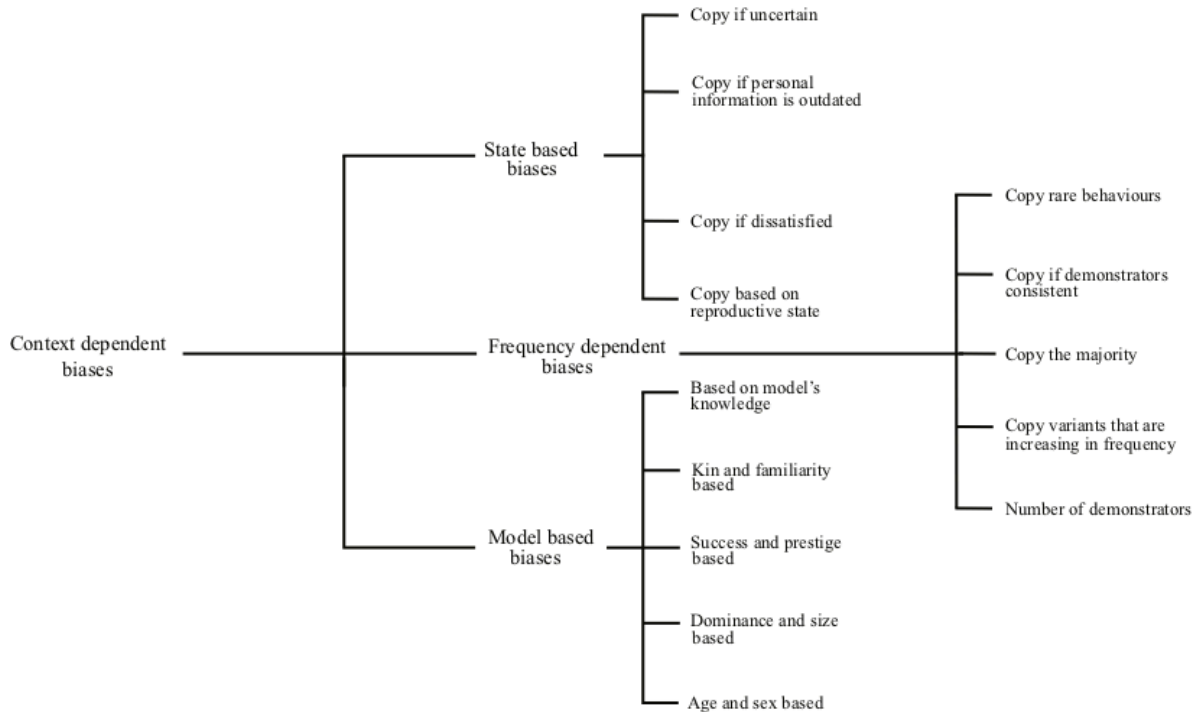 Context dependent
biases
State based
biases
Copy if uncertain
Copy if personal
information is outdated
Copy if dissatisfied
Copy based on
reproductive state
Frequency dependent
biases
Copy rare behaviours
Copy if demonstrators
consistent
Copy the majority
Copy variants that are
increasing in frequency
Number of demonstrators
Model based
biases
Based on model’s
knowledge
Kin and familiarity
based
Success and prestige
based
Dominance and size
based
Age and sex based